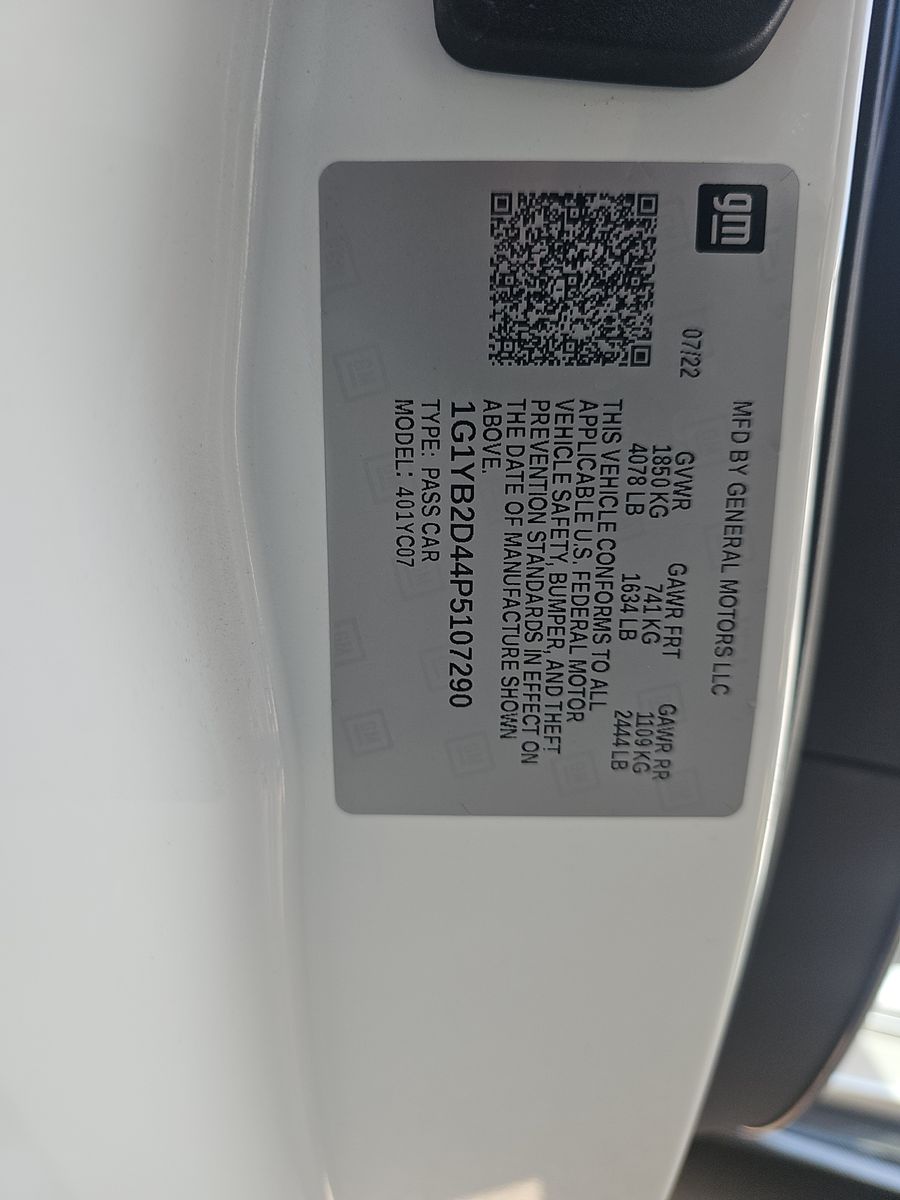 gm
MFD BY GENERAL MOTORS LLC
07/22
GVWR GAWR FRT GAWR RR
1850 KG 741 KG 1109 KG
4078 LB 1634 LB 2444 LB
THIS VEHICLE CONFORMS TO ALL
APPLICABLE U.S. FEDERAL MOTOR
VEHICLE SAFETY, BUMPER, AND THEFT
PREVENTION STANDARDS IN EFFECT ON
THE DATE OF MANUFACTURE SHOWN
ABOVE.
1G1YB2D44P5107290
TYPE: PASS CAR
MODEL: 401YC07